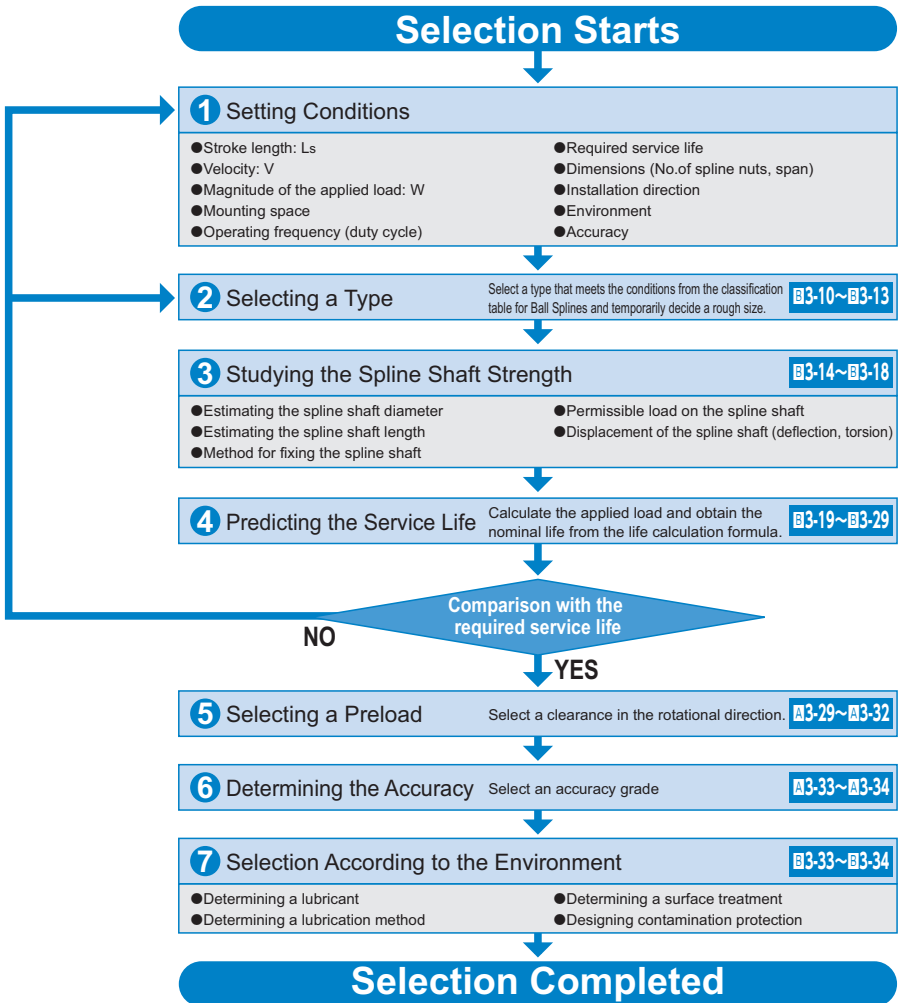 Selection Starts
1 Setting Conditions
●Stroke length: Ls
●Velocity: V
●Magnitude of the applied load: W
●Mounting space
●Operating frequency (duty cycle)
●Required service life
●Dimensions (No.of spline nuts, span)
●Installation direction
●Environment
●Accuracy
2 Selecting a Type
Select a type that meets the conditions from the classification
table for Ball Splines and temporarily decide a rough size.
B3-10~B3-13
3 Studying the Spline Shaft Strength
B3-14~B3-18
●Estimating the spline shaft diameter
●Estimating the spline shaft length
●Method for fixing the spline shaft
●Permissible load on the spline shaft
●Displacement of the spline shaft (deflection, torsion)
4 Predicting the Service Life
Calculate the applied load and obtain the
nominal life from the life calculation formula.
B3-19~B3-29
Comparison with the
required service life
NO
YES
5 Selecting a Preload
Select a clearance in the rotational direction.
A3-29~A3-32
6 Determining the Accuracy
Select an accuracy grade
A3-33~A3-34
7 Selection According to the Environment
B3-33~B3-34
●Determining a lubricant
●Determining a lubrication method
●Determining a surface treatment
●Designing contamination protection
Selection Completed